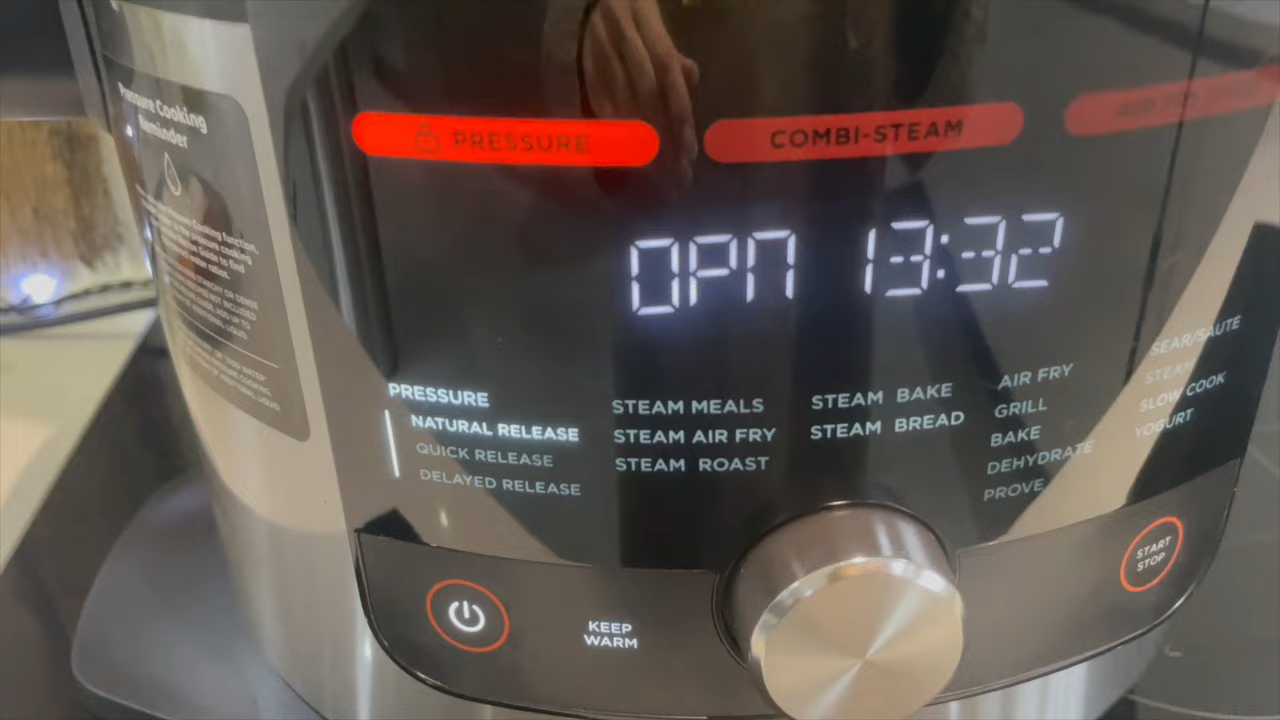 Pressure Cooking
Reminder
PRESSURE
COMBI-STEAM
OPN 13:32
PRESSURE
NATURAL RELEASE
QUICK RELEASE
DELAYED RELEASE
STEAM MEALS
STEAM AIR FRY
STEAM ROAST
STEAM BAKE
STEAM BREAD
AIR FRY
GRILL
BAKE
DEHYDRATE
PROVE
SEAR/SAUTE
STEAM
SLOW COOK
YOGURT
KEEP
WARM
START
STOP